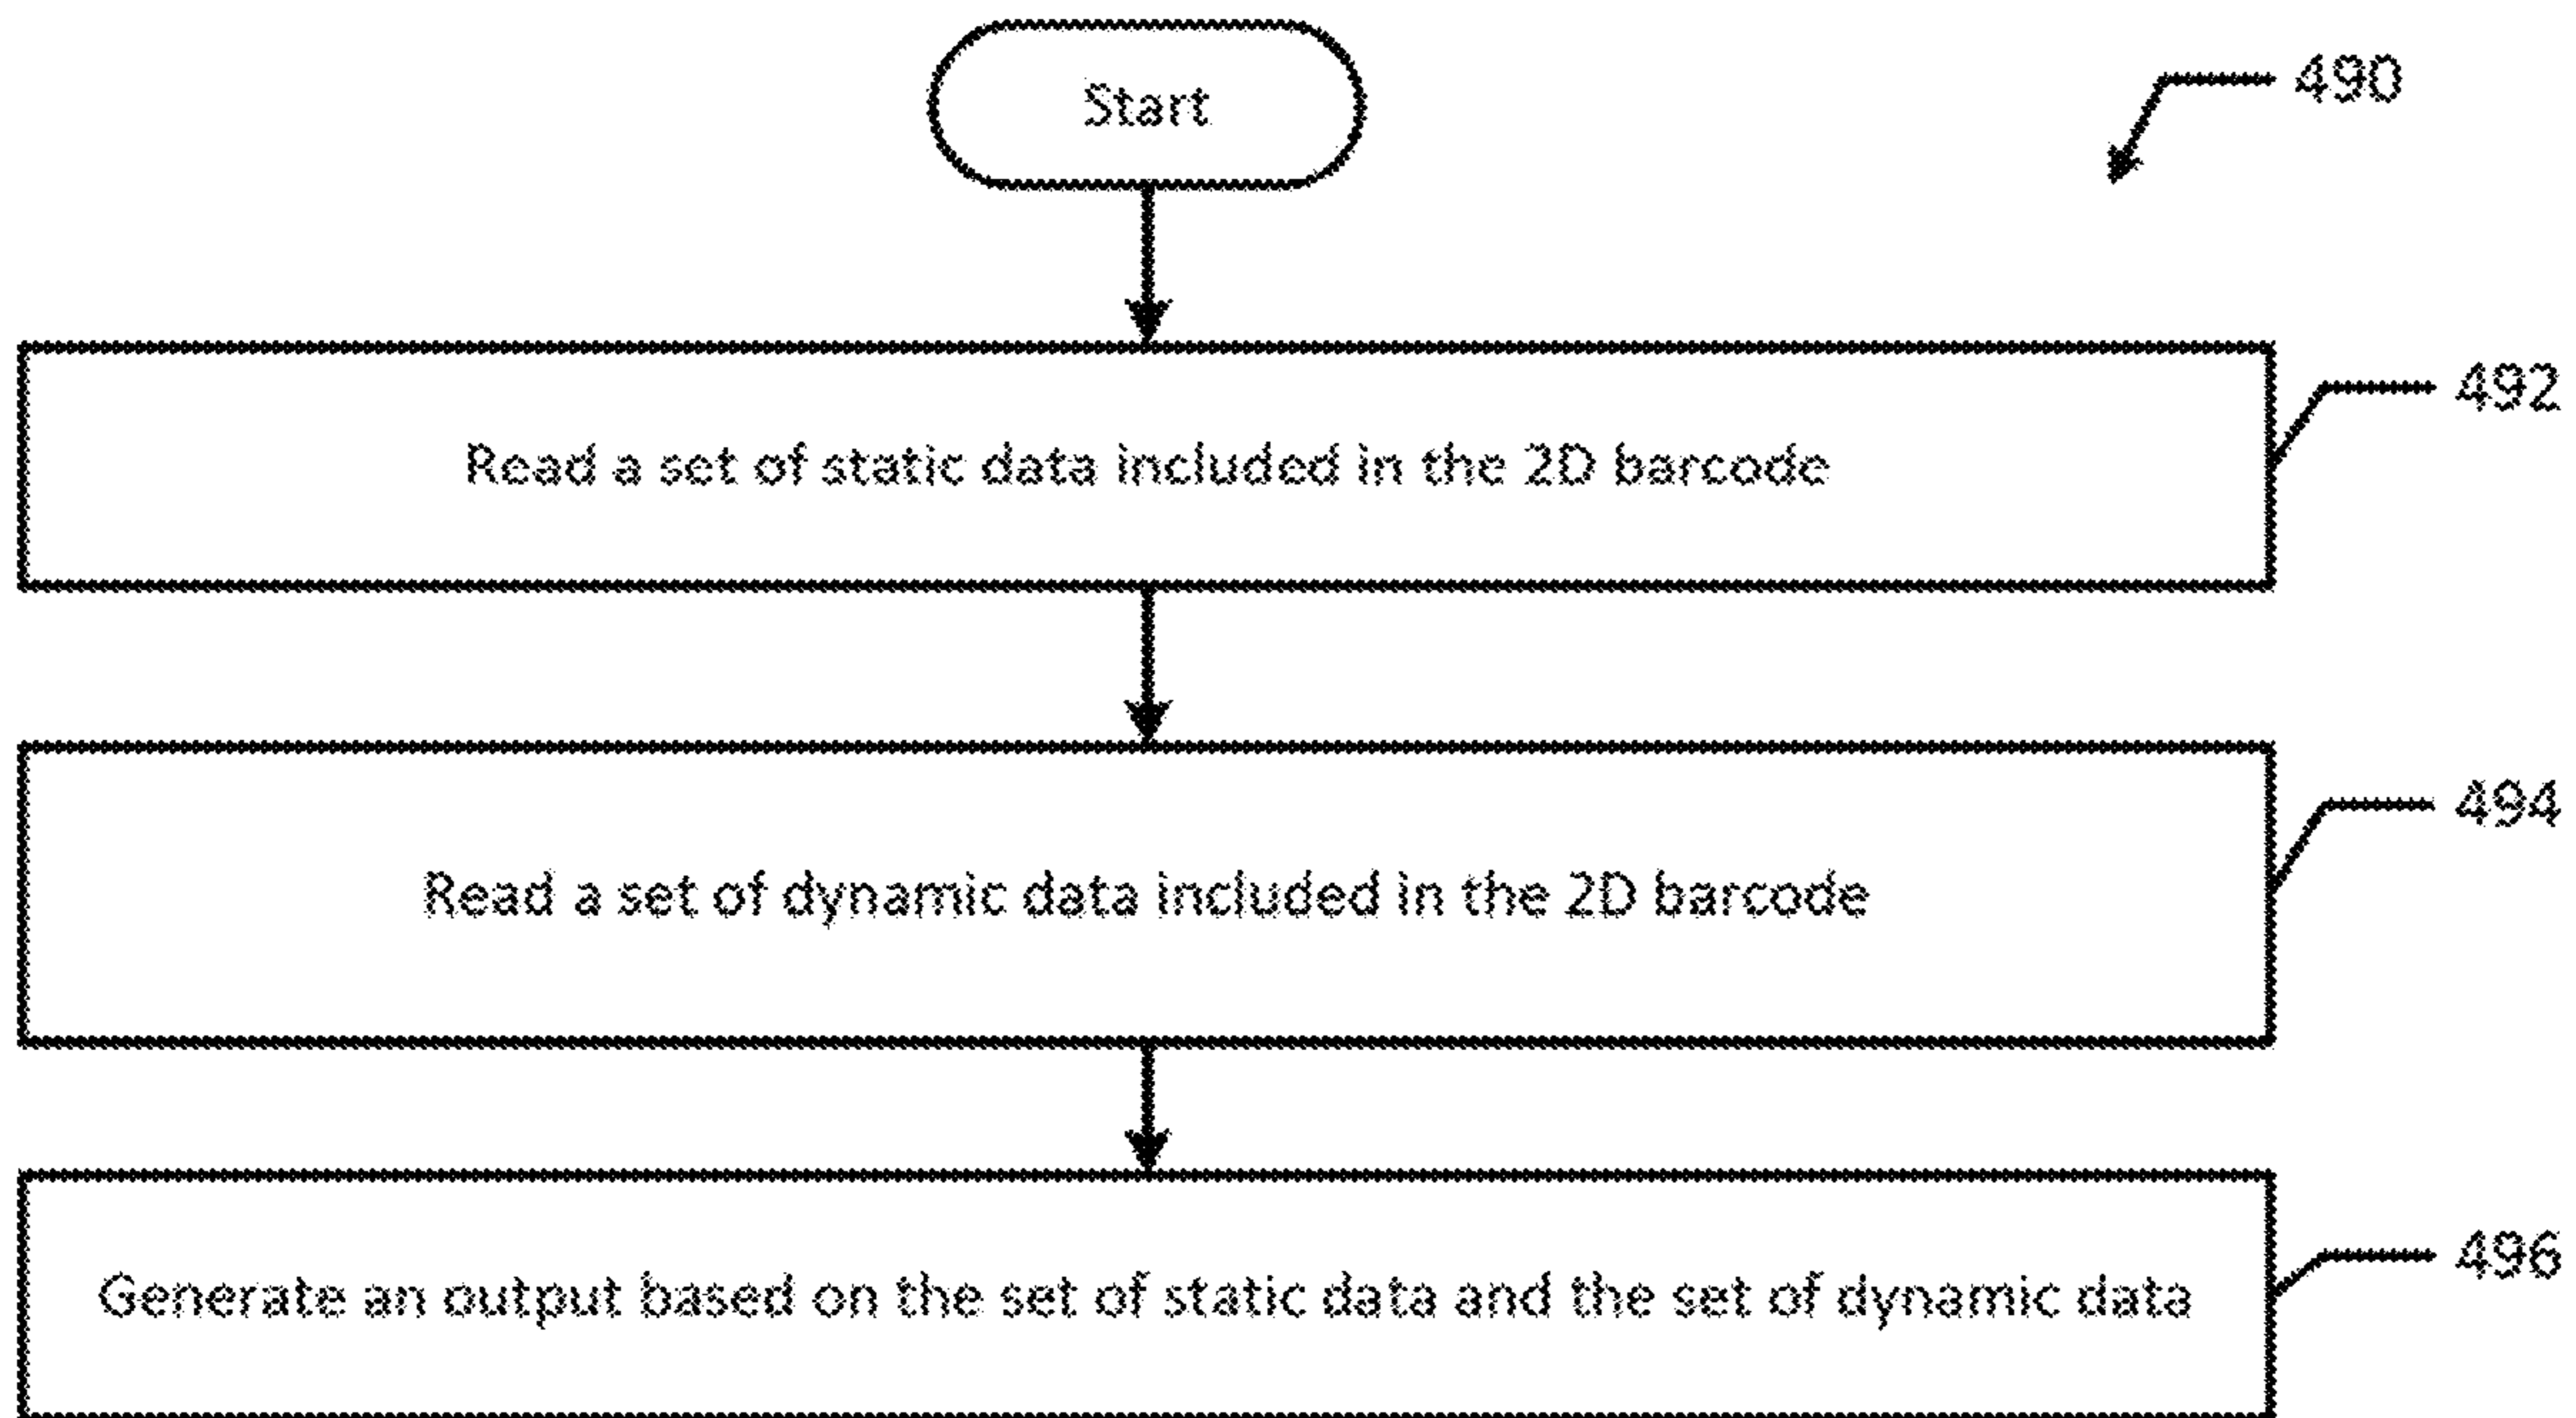 Start
490
Read a set of static data included in the 2D barcode
492
Read a set of dynamic data included in the 2D barcode
494
Generate an output based on the set of static data and the set of dynamic data
496